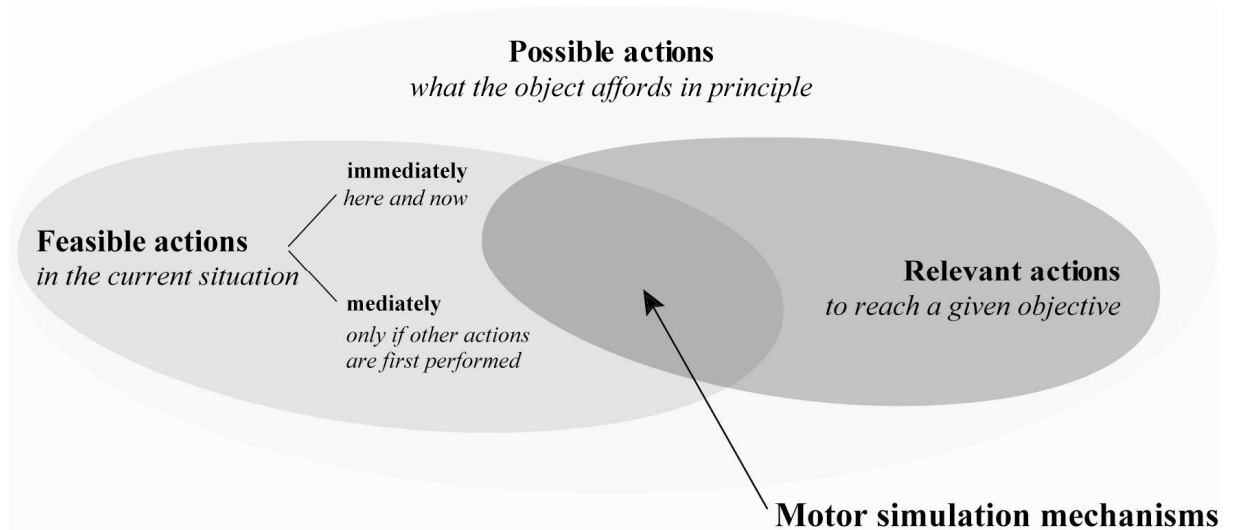 Possible actions
what the object affords in principle
immediately
here and now
Feasible actions
in the current situation
mediately
only if other actions
are first performed
Relevant actions
to reach a given objective
Motor simulation mechanisms